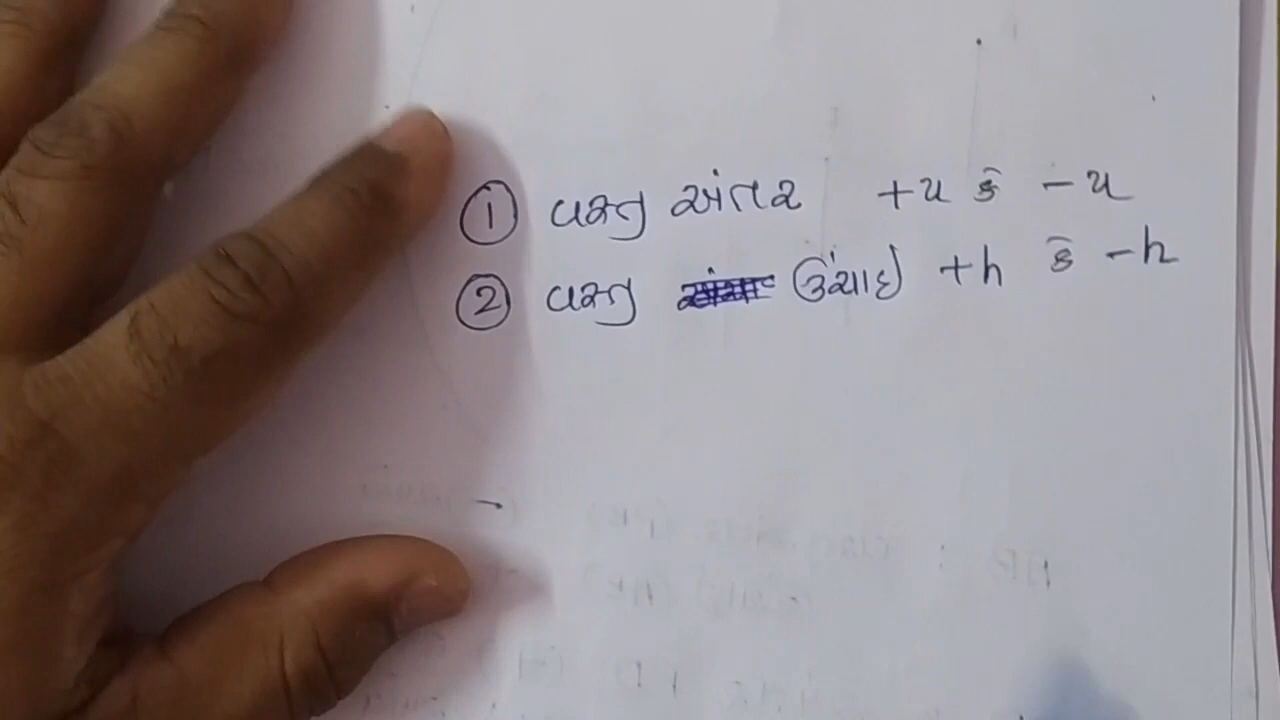 ① વસ્તુ અંતર +u કે -u
② વસ્તુ ઉંચાઇ +h કે -h